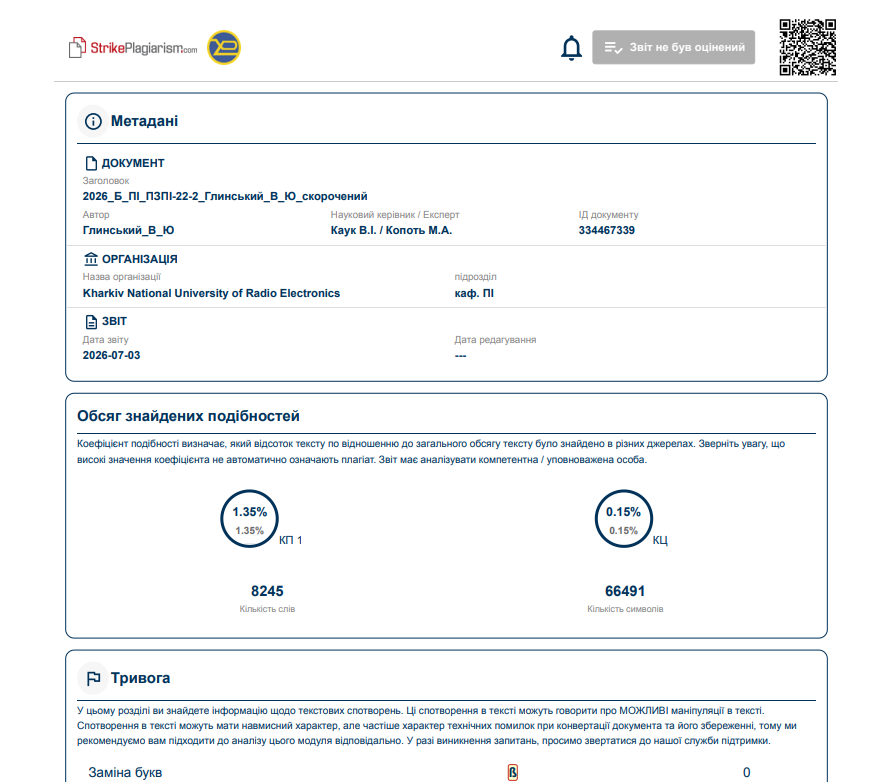 StrikePlagiarism.com
Звіт не був оцінений
Метадані
ДОКУМЕНТ
Заголовок
2026_Б_ПІ_ПЗПІ-22-2_Глинський_В_Ю_скорочений
Автор Науковий керівник / Експерт ІД документу
Глинський_В_Ю Каук В.І. / Копоть М.А. 334467339
ОРГАНІЗАЦІЯ
Назва організації підрозділ
Kharkiv National University of Radio Electronics каф. ПІ
ЗВІТ
Дата звіту Дата редагування
2026-07-03 ---
Обсяг знайдених подібностей
Коефіцієнт подібності визначає, який відсоток тексту по відношенню до загального обсягу тексту було знайдено в різних джерелах. Зверніть увагу, що
високі значення коефіцієнта не автоматично означають плагіат. Звіт має аналізувати компетентна / уповноважена особа.
1.35% 0.15%
1.35% 0.15%
КП 1 КЦ
8245 66491
Кількість слів Кількість символів
Тривога
У цьому розділі ви знайдете інформацію щодо текстових спотворень. Ці спотворення в тексті можуть говорити про МОЖЛИВІ маніпуляції в тексті.
Спотворення в тексті можуть мати навмисний характер, але частіше характер технічних помилок при конвертації документа та його збереженні, тому ми
рекомендуємо вам підходити до аналізу цього модуля відповідально. У разі виникнення запитань, просимо звертатися до нашої служби підтримки.
Заміна букв ß 0